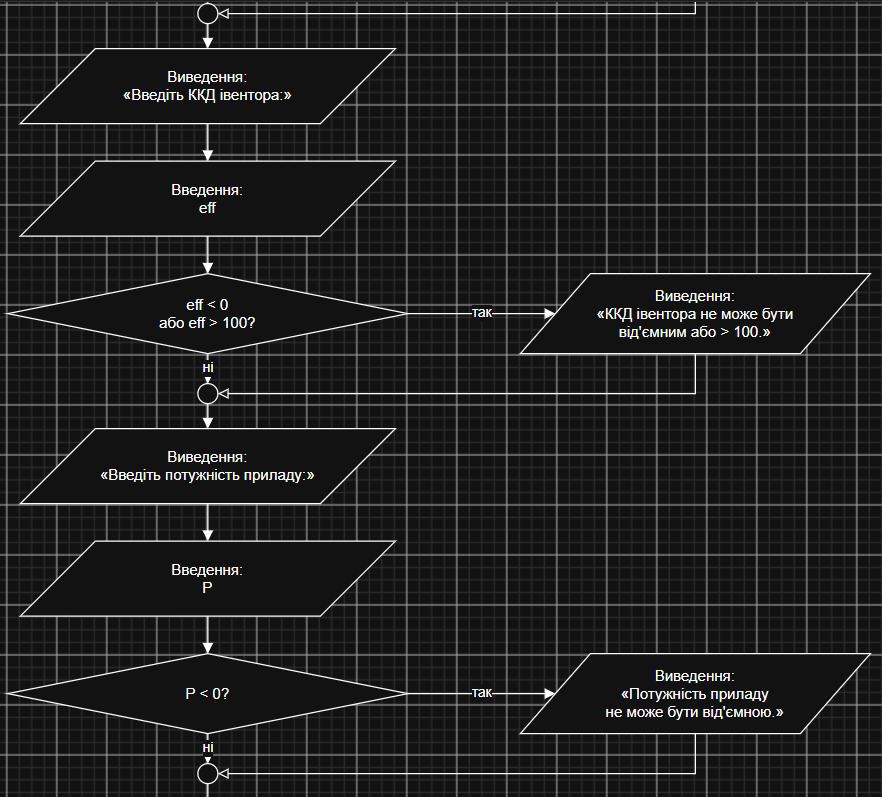 Виведення:
«Введіть ККД івентора:»
Введення:
eff
eff < 0
або eff > 100?
так
Виведення:
«ККД івентора не може бути
від'ємним або > 100.»
ні
Виведення:
«Введіть потужність приладу:»
Введення:
P
P < 0?
так
Виведення:
«Потужність приладу
не може бути від'ємною.»
ні